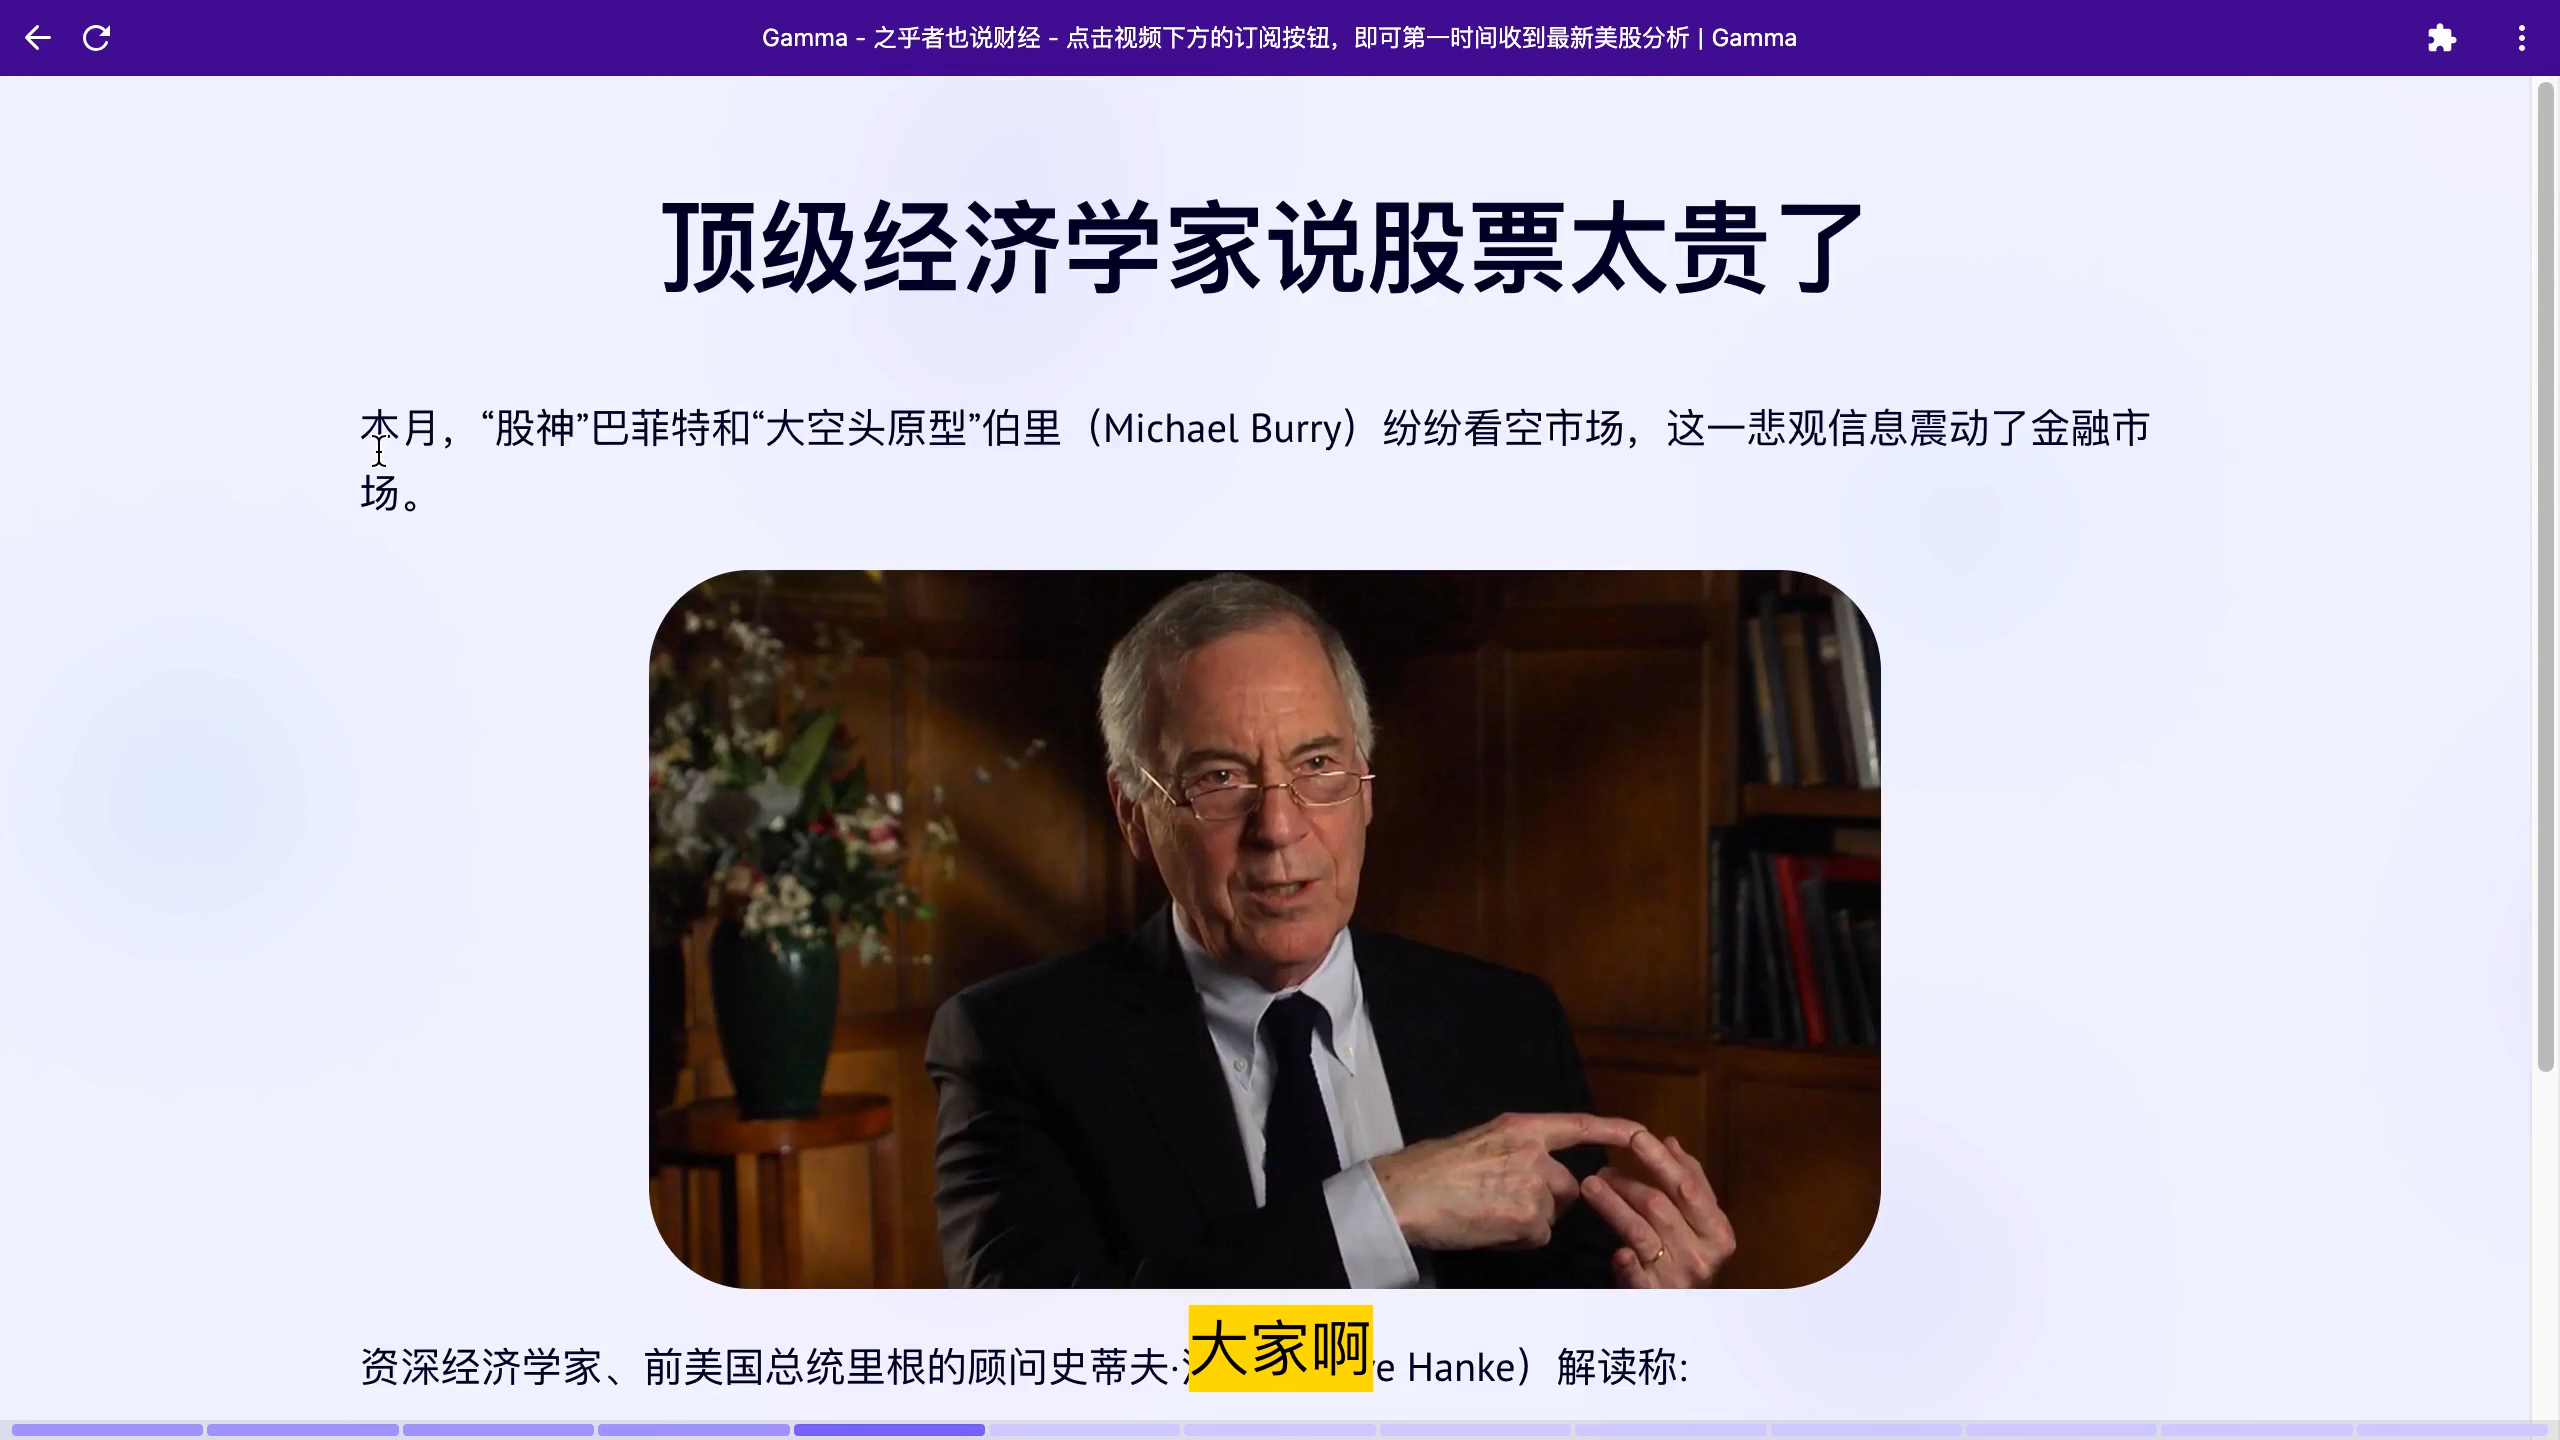 Gamma - 之乎者也说财经 - 点击视频下方的订阅按钮，即可第一时间收到最新美股分析 | Gamma
顶级经济学家说股票太贵了
本月，“股神”巴菲特和“大空头原型”伯里（Michael Burry）纷纷看空市场，这一悲观信息震动了金融市
场。
资深经济学家、前美国总统里根的顾问史蒂夫·
e Hanke）解读称:
大家啊